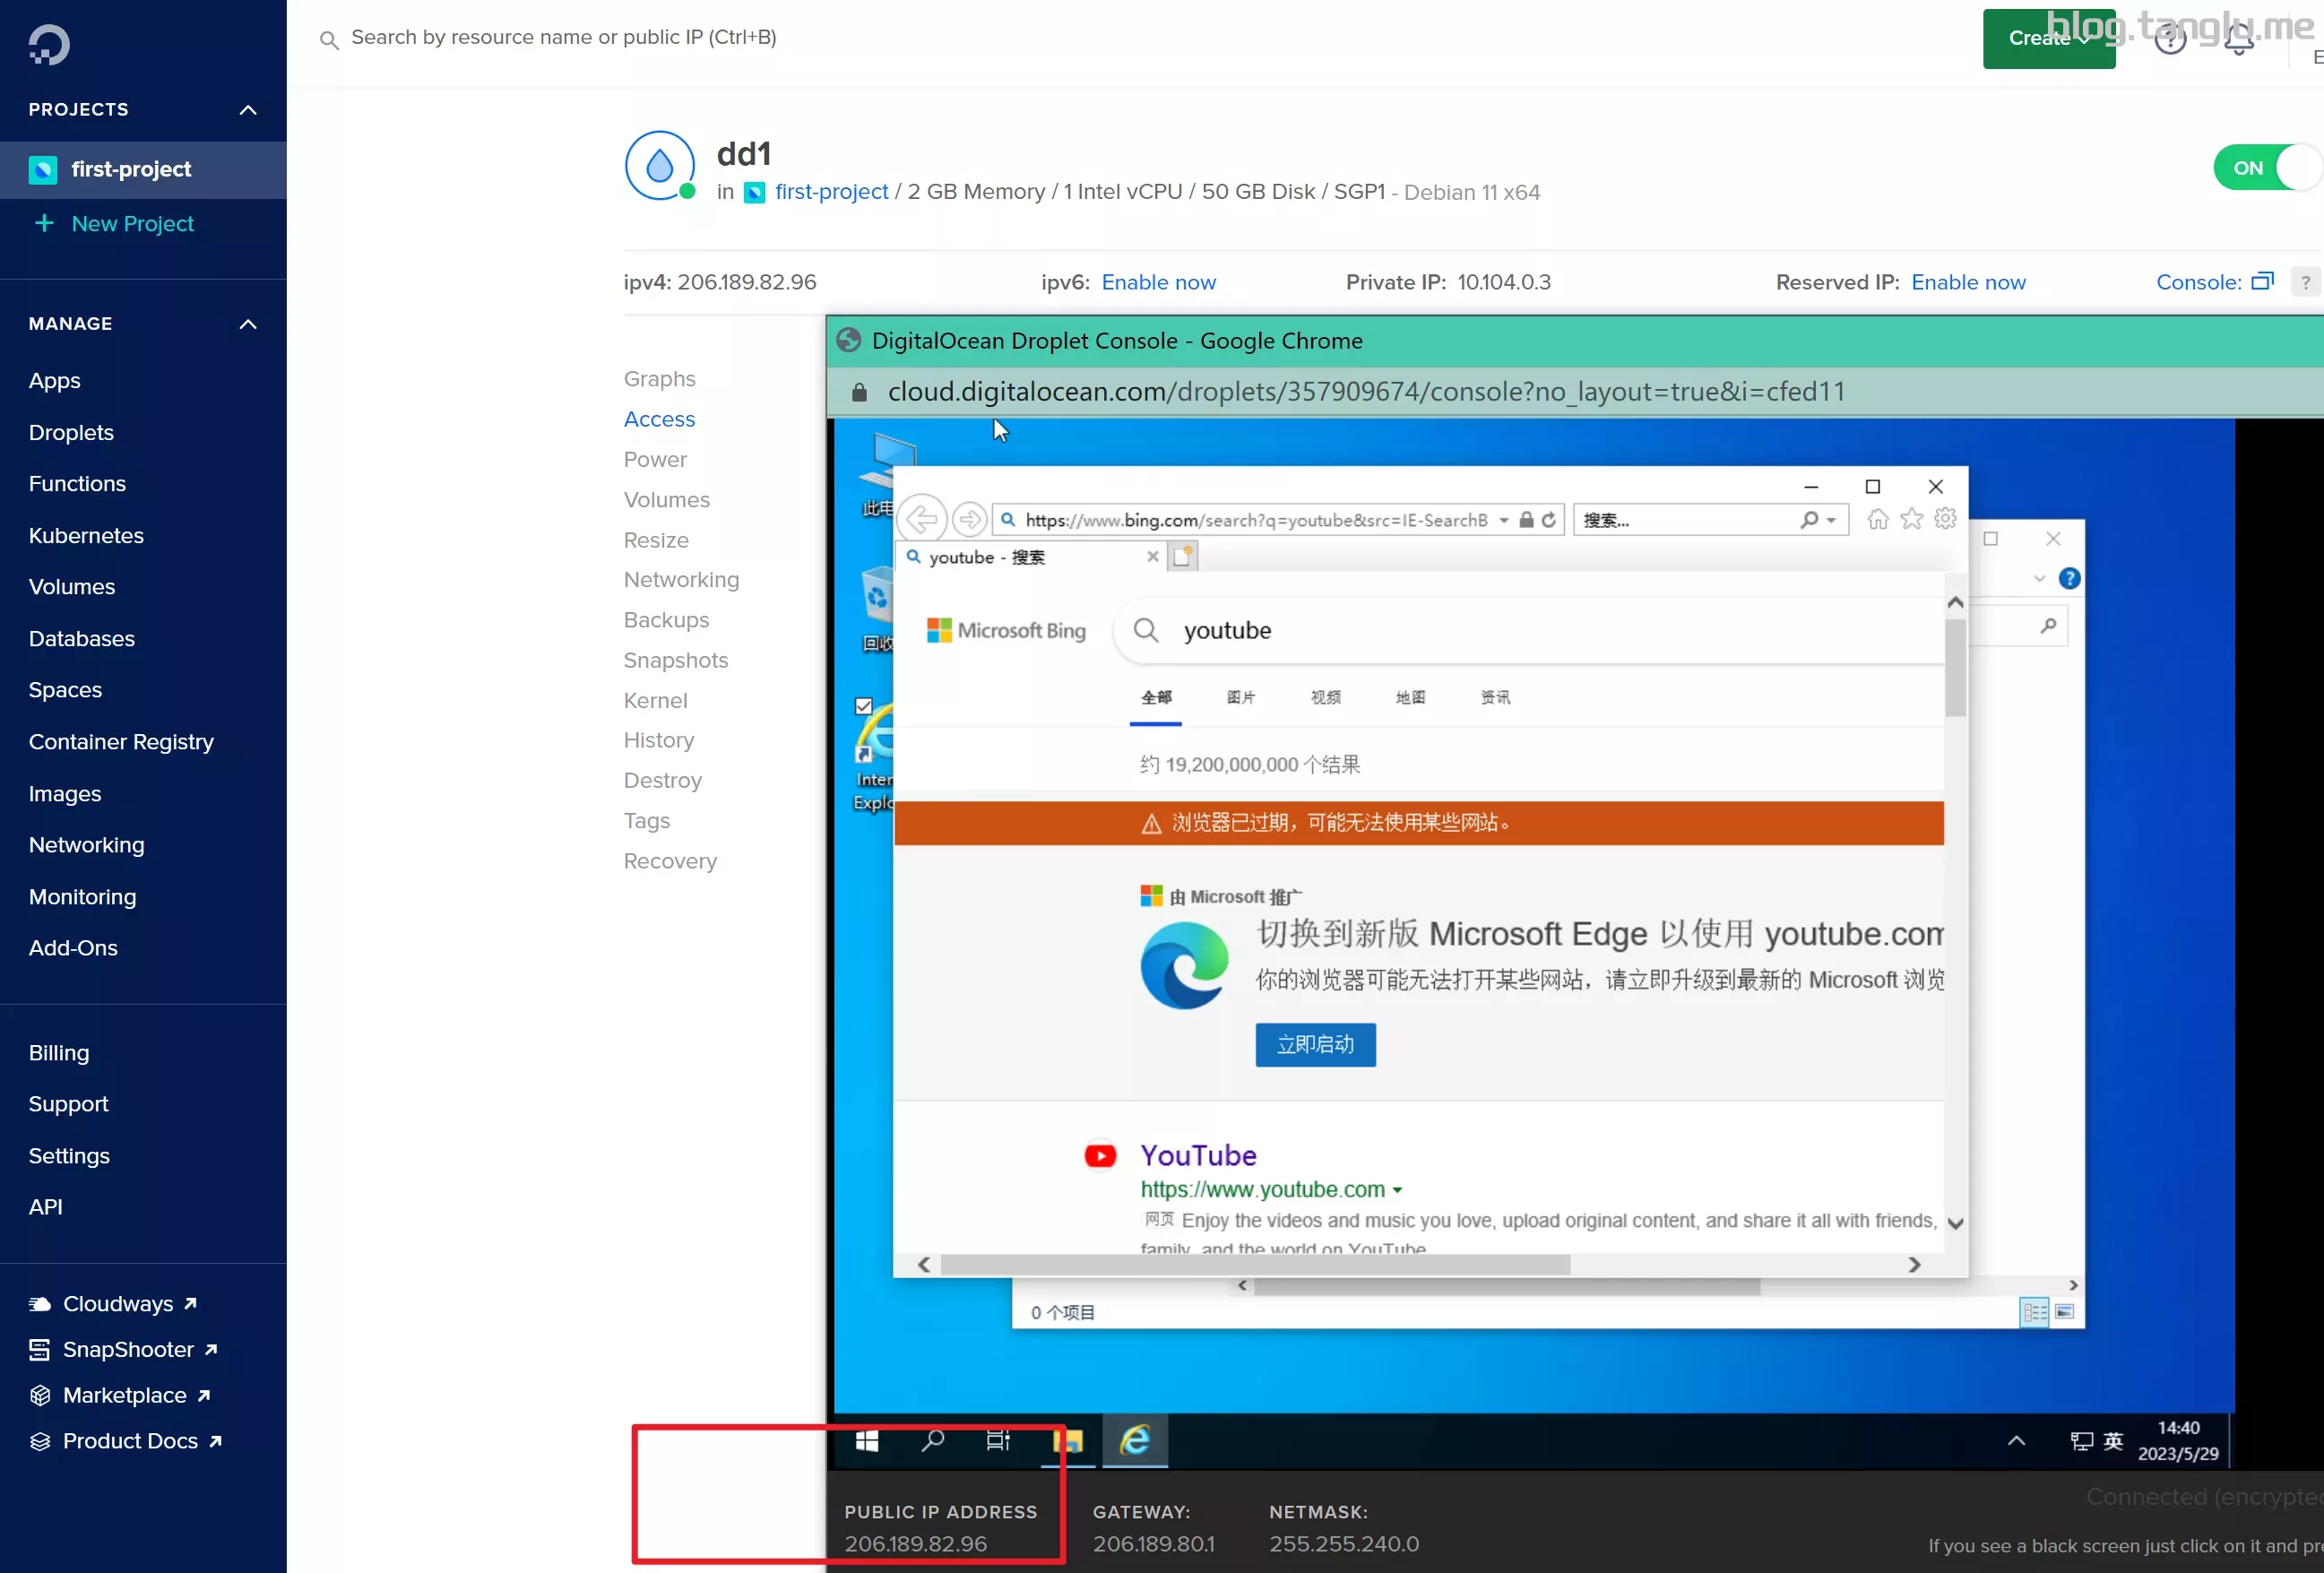 blog.tanglu.me
Search by resource name or public IP (Ctrl+B)
Create
E
PROJECTS
first-project
New Project
MANAGE
Apps
Droplets
Functions
Kubernetes
Volumes
Databases
Spaces
Container Registry
Images
Networking
Monitoring
Add-Ons
Billing
Support
Settings
API
Cloudways
SnapShooter
Marketplace
Product Docs
dd1
in first-project / 2 GB Memory / 1 Intel vCPU / 50 GB Disk / SGP1 - Debian 11 x64
ON
ipv4: 206.189.82.96 ipv6: Enable now Private IP: 10.104.0.3 Reserved IP: Enable now Console: ?
Graphs
Access
Power
Volumes
Resize
Networking
Backups
Snapshots
Kernel
History
Destroy
Tags
Recovery
DigitalOcean Droplet Console - Google Chrome
cloud.digitalocean.com/droplets/357909674/console?no_layout=true&i=cfed11
此电
回收
Inter
Explo
https://www.bing.com/search?q=youtube&src=IE-SearchB
搜索...
youtube - 搜索
Microsoft Bing
youtube
全部 图片 视频 地图 资讯
约 19,200,000,000 个结果
浏览器已过期，可能无法使用某些网站。
由 Microsoft 推广
切换到新版 Microsoft Edge 以使用 youtube.com
你的浏览器可能无法打开某些网站，请立即升级到最新的 Microsoft 浏览
立即启动
YouTube
https://www.youtube.com
网页 Enjoy the videos and music you love, upload original content, and share it all with friends,
family, and the world on YouTube
0 个项目
英
14:40
2023/5/29
PUBLIC IP ADDRESS GATEWAY: NETMASK:
206.189.82.96 206.189.80.1 255.255.240.0
Connected (encrypted
If you see a black screen just click on it and pre